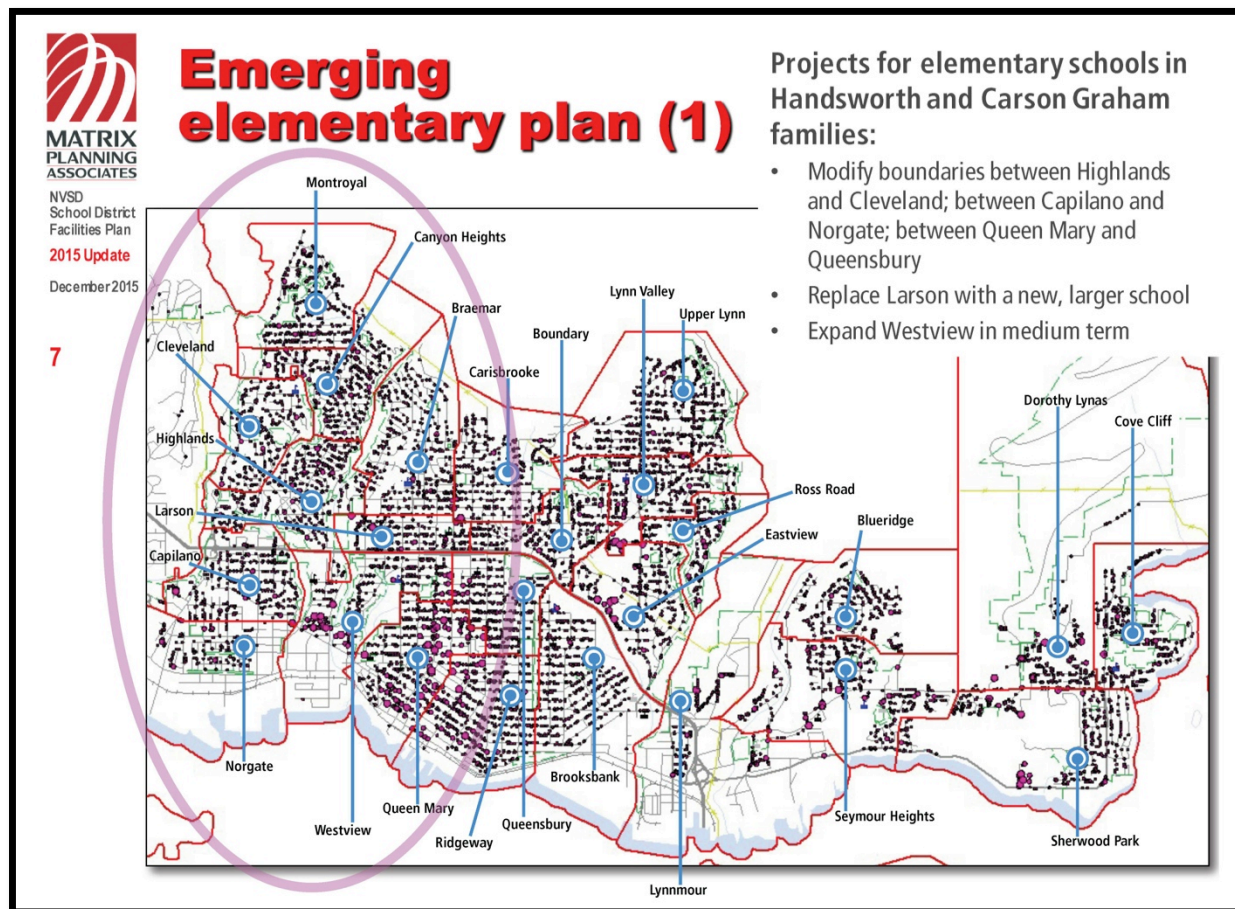 MATRIX
PLANNING
ASSOCIATES
NVSD
School District
Facilities Plan
2015 Update
December 2015
7
Emerging
elementary plan (1)
Projects for elementary schools in
Handsworth and Carson Graham
families:
• Modify boundaries between Highlands
and Cleveland; between Capilano and
Norgate; between Queen Mary and
Queensbury
• Replace Larson with a new, larger school
• Expand Westview in medium term
Montroyal
Canyon Heights
Braemar
Cleveland
Carisbrooke
Boundary
Lynn Valley
Upper Lynn
Highlands
Dorothy Lynas
Cove Cliff
Larson
Capilano
Ross Road
Eastview
Blueridge
Norgate
Westview
Queen Mary
Ridgeway
Queensbury
Brooksbank
Lynnmour
Seymour Heights
Sherwood Park